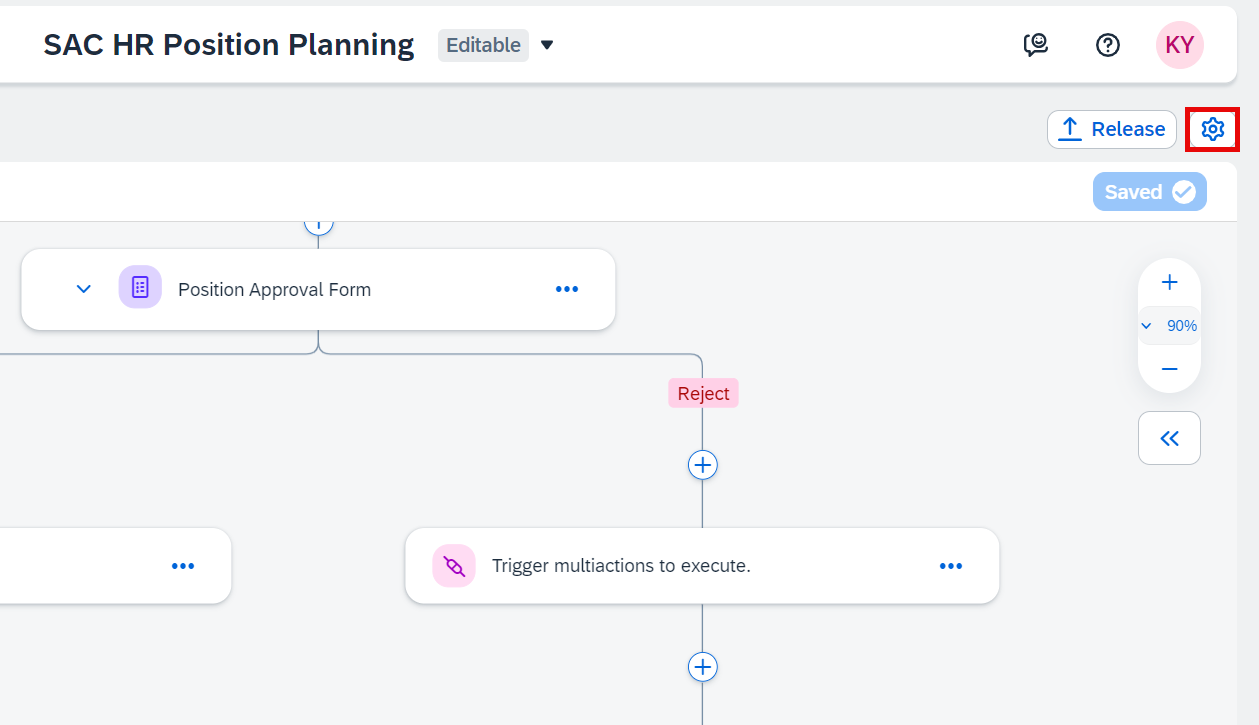 SAC HR Position Planning Editable
KY
Release
Saved
Position Approval Form
90%
Reject
Trigger multiactions to execute.